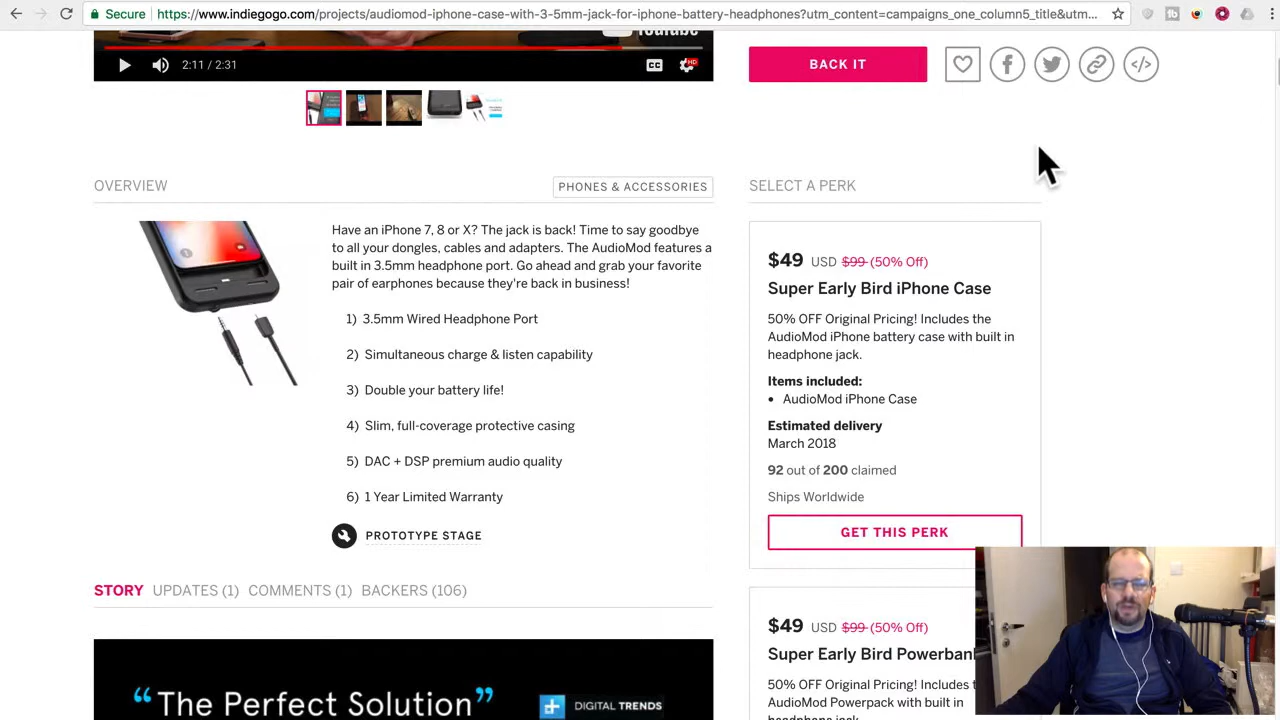 Secure https://www.indiegogo.com/projects/audiomod-iphone-case-with-3-5mm-jack-for-iphone-battery-headphones?utm_content=campaigns_one_column5_title&utm...
YouTube
2:11 / 2:31
CC
HD
BACK IT
OVERVIEW
PHONES & ACCESSORIES
Have an iPhone 7, 8 or X? The jack is back! Time to say goodbye
to all your dongles, cables and adapters. The AudioMod features a
built in 3.5mm headphone port. Go ahead and grab your favorite
pair of earphones because they're back in business!
1) 3.5mm Wired Headphone Port
2) Simultaneous charge & listen capability
3) Double your battery life!
4) Slim, full-coverage protective casing
5) DAC + DSP premium audio quality
6) 1 Year Limited Warranty
PROTOTYPE STAGE
STORY UPDATES (1) COMMENTS (1) BACKERS (106)
“The Perfect Solution”
DIGITAL TRENDS
SELECT A PERK
$49 USD $99 (50% Off)
Super Early Bird iPhone Case
50% OFF Original Pricing! Includes the
AudioMod iPhone battery case with built in
headphone jack.
Items included:
• AudioMod iPhone Case
Estimated delivery
March 2018
92 out of 200 claimed
Ships Worldwide
GET THIS PERK
$49 USD $99 (50% Off)
Super Early Bird Powerban
50% OFF Original Pricing! Includes t
AudioMod Powerpack with built in
headphone jack